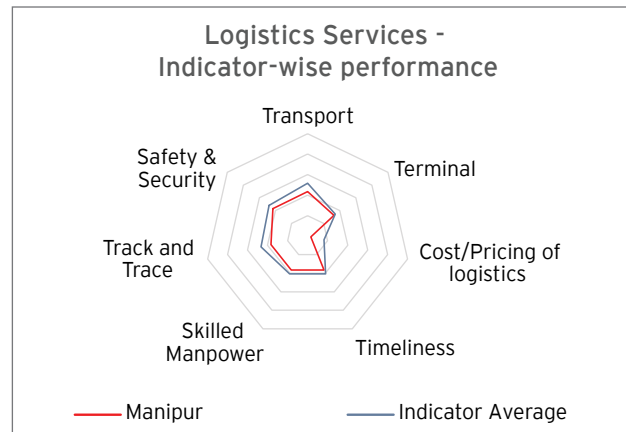 Logistics Services -
Indicator-wise performance
Transport
Safety &
Security
Terminal
Track and
Trace
Cost/Pricing of
logistics
Skilled
Manpower
Timeliness
Manipur
Indicator Average